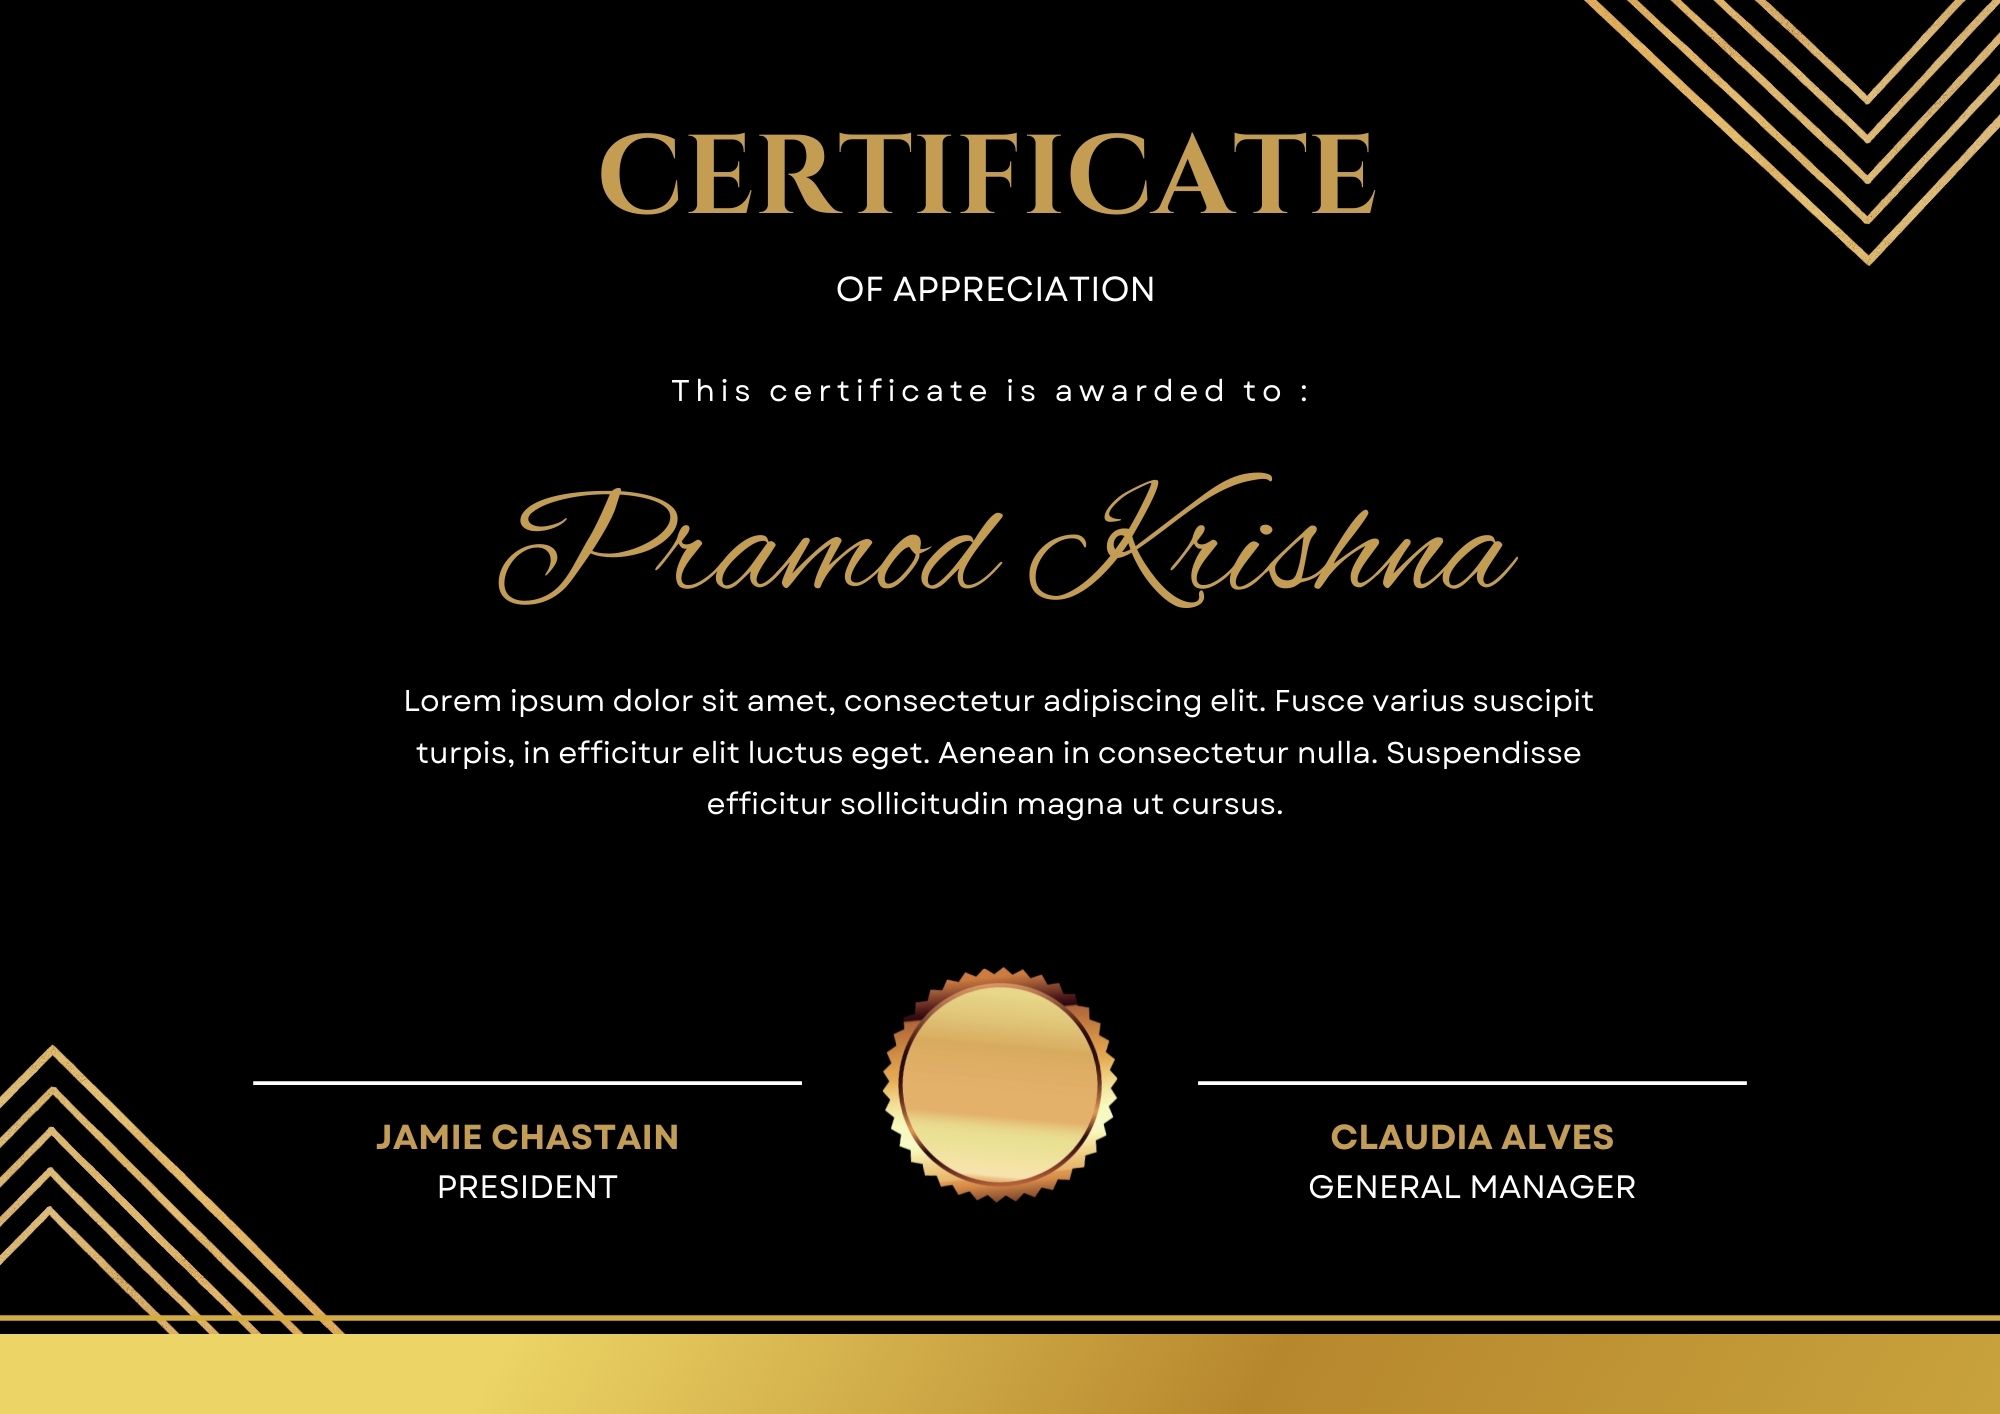 CERTIFICATE
OF APPRECIATION
This certificate is awarded to :
Pramod Krishna
Lorem ipsum dolor sit amet, consectetur adipiscing elit. Fusce varius suscipit
turpis, in efficitur elit luctus eget. Aenean in consectetur nulla. Suspendisse
efficitur sollicitudin magna ut cursus.
JAMIE CHASTAIN
PRESIDENT
CLAUDIA ALVES
GENERAL MANAGER